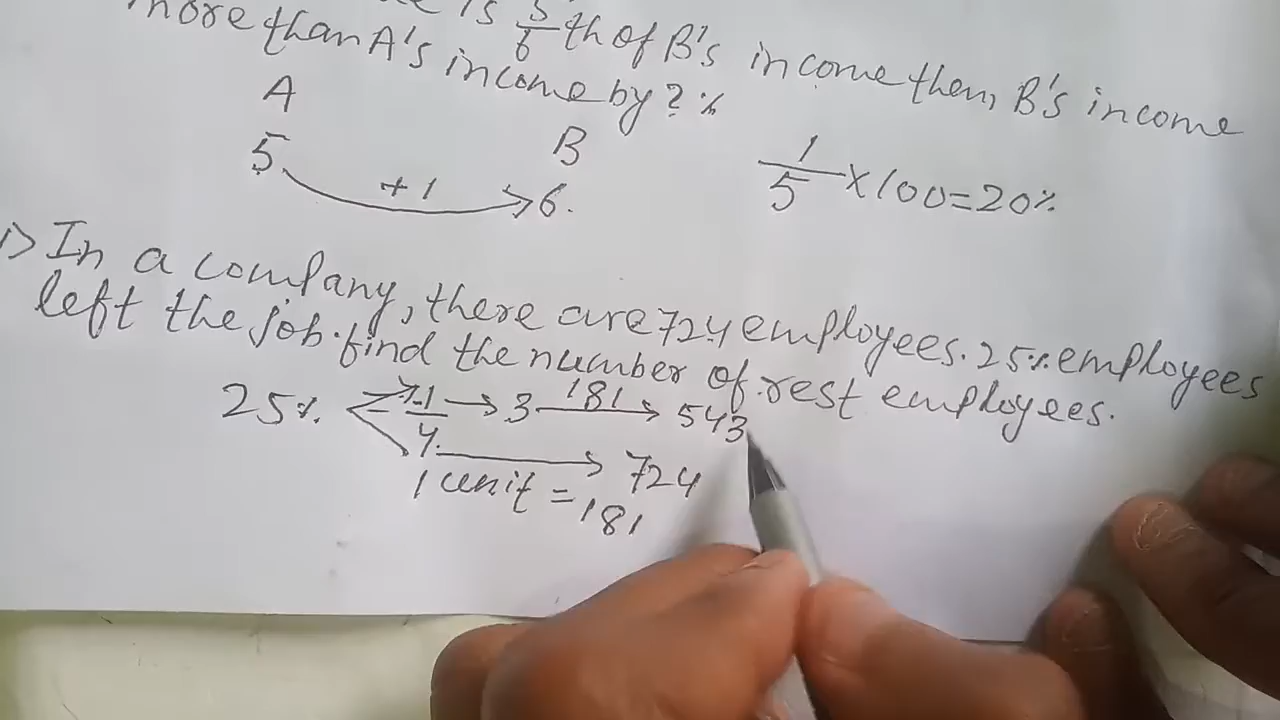 is 5/6 th of B's income then, B's income
more than A's income by? %
A
B
5 +1 → 6.
1/5 × 100 = 20%
In a company, there are 724 employees. 25% employees
left the job. find the number of rest employees.
25% 1/4 → 3 181 → 543
→ 724
1 unit = 181